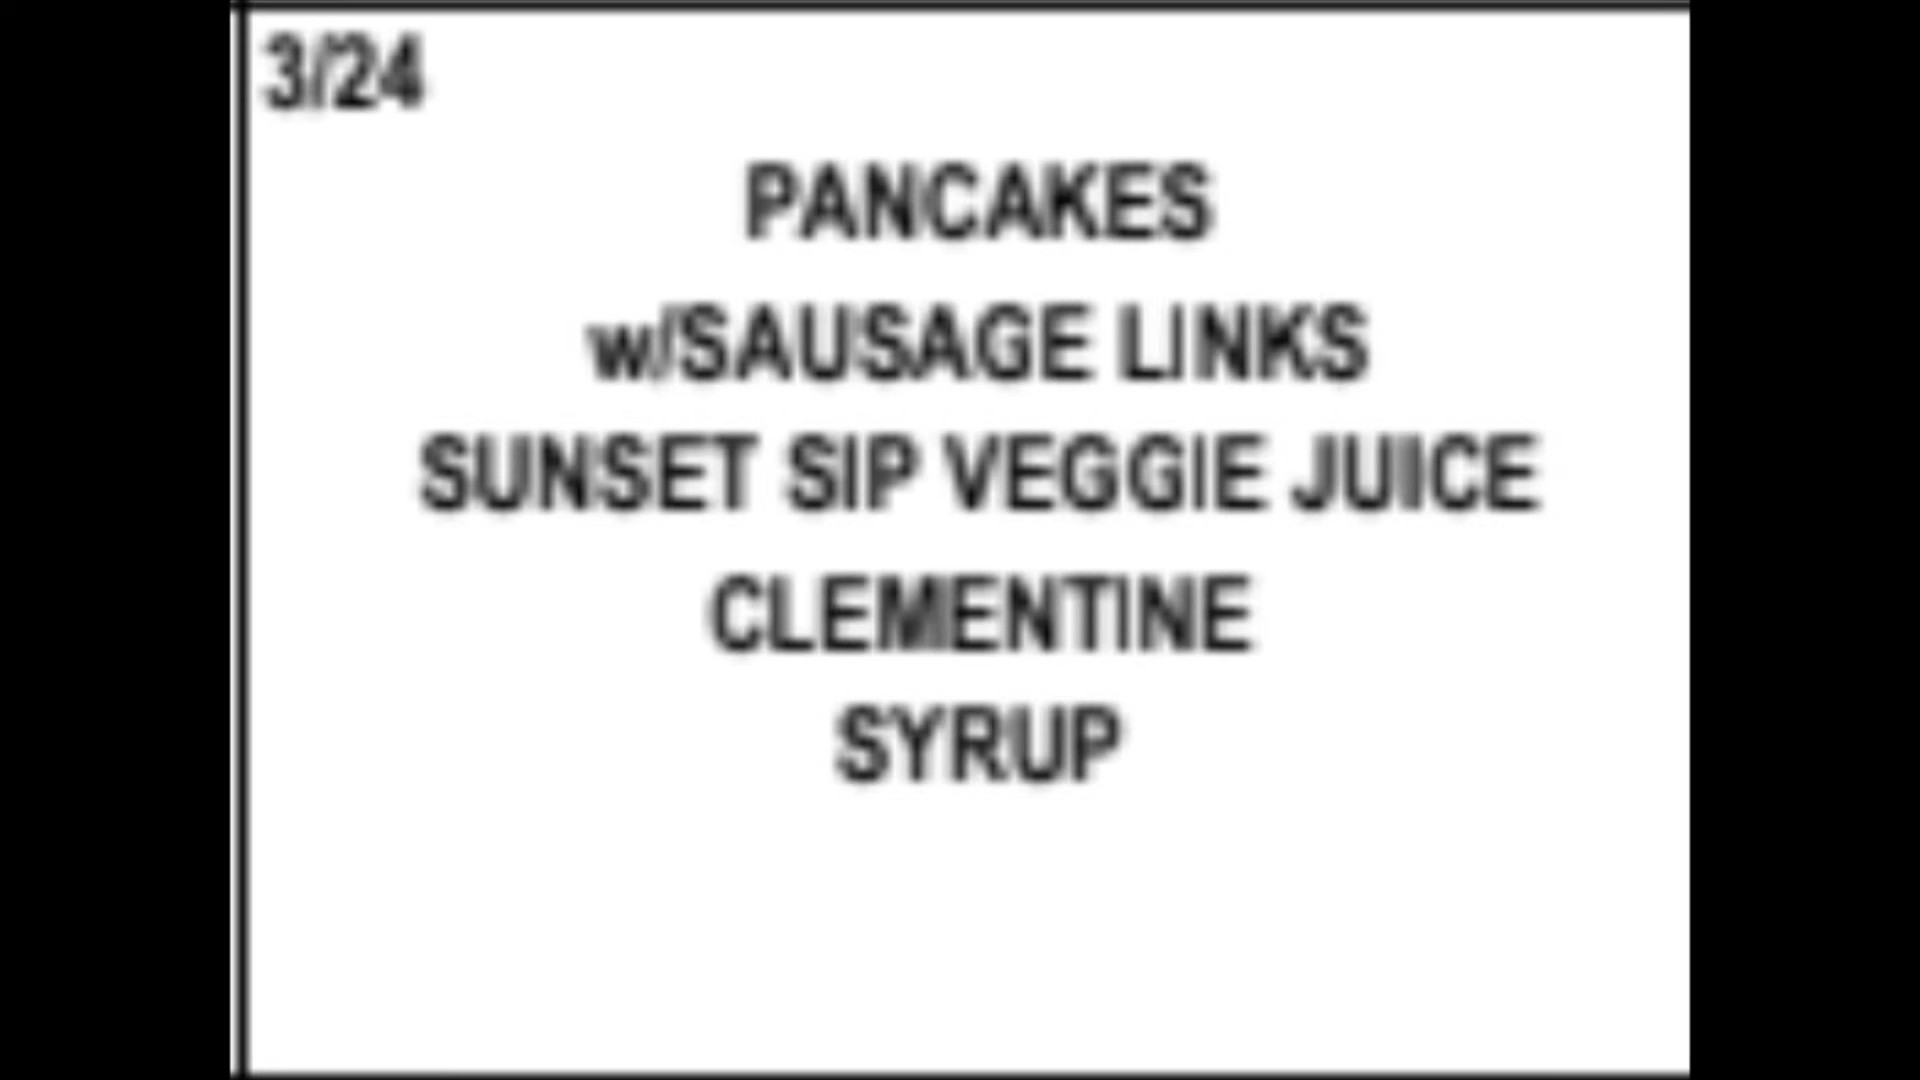 3/24
PANCAKES
w/SAUSAGE LINKS
SUNSET SIP VEGGIE JUICE
CLEMENTINE
SYRUP